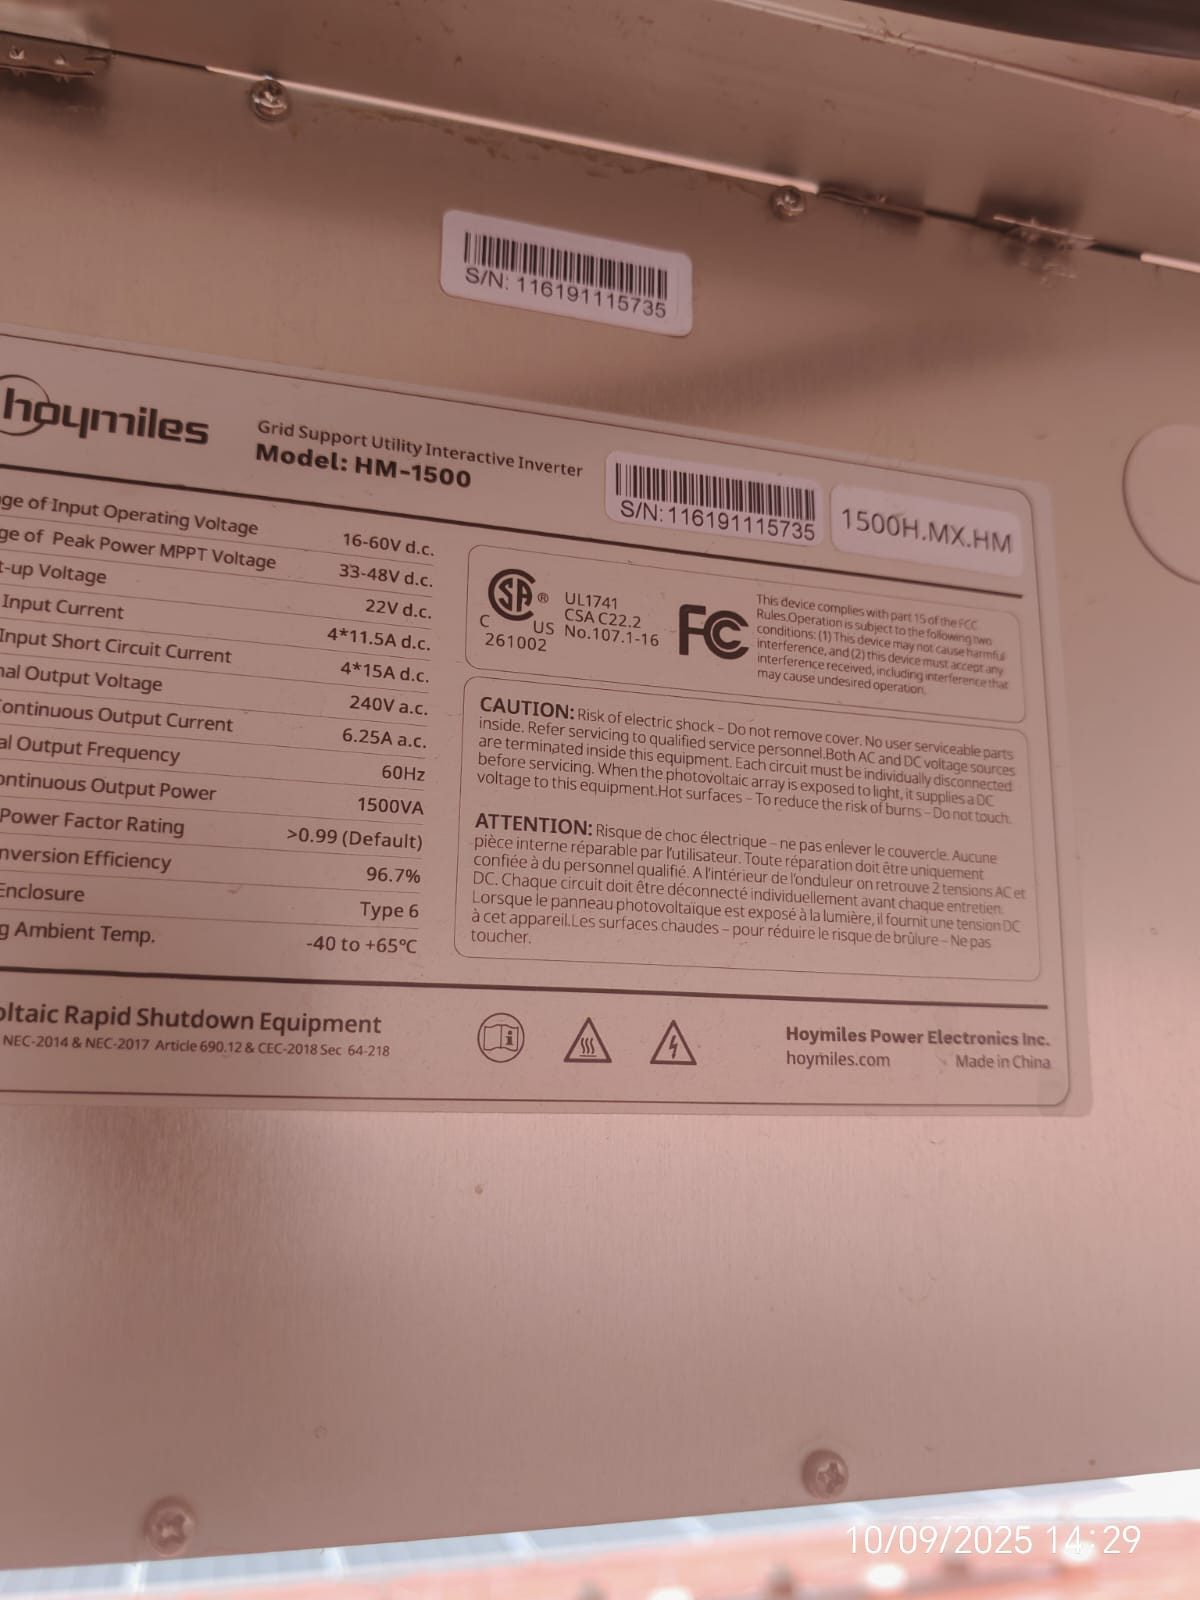 S/N: 116191115735
hoymiles
Grid Support Utility Interactive Inverter
Model: HM-1500
S/N: 116191115735
1500H.MX.HM
ge of Input Operating Voltage 16-60V d.c.
ge of Peak Power MPPT Voltage 33-48V d.c.
t-up Voltage 22V d.c.
Input Current 4*11.5A d.c.
Input Short Circuit Current 4*15A d.c.
nal Output Voltage 240V a.c.
Continuous Output Current 6.25A a.c.
al Output Frequency 60Hz
ontinuous Output Power 1500VA
Power Factor Rating >0.99 (Default)
nversion Efficiency 96.7%
Enclosure Type 6
g Ambient Temp. -40 to +65℃
SA ®
C US
261002
UL1741
CSA C22.2
No.107.1-16
FC
This device complies with part 15 of the FCC
Rules.Operation is subject to the following two
conditions: (1) This device may not cause harmful
interference, and (2) this device must accept any
interference received, including interference that
may cause undesired operation.
CAUTION: Risk of electric shock – Do not remove cover. No user serviceable parts
inside. Refer servicing to qualified service personnel.Both AC and DC voltage sources
are terminated inside this equipment. Each circuit must be individually disconnected
before servicing. When the photovoltaic array is exposed to light, it supplies a DC
voltage to this equipment.Hot surfaces – To reduce the risk of burns – Do not touch.
ATTENTION: Risque de choc électrique – ne pas enlever le couvercle. Aucune
pièce interne réparable par l'utilisateur. Toute réparation doit être uniquement
confiée à du personnel qualifié. A l'intérieur de l'onduleur on retrouve 2 tensions AC et
DC. Chaque circuit doit être déconnecté individuellement avant chaque entretien.
Lorsque le panneau photovoltaïque est exposé à la lumière, il fournit une tension DC
à cet appareil.Les surfaces chaudes – pour réduire le risque de brûlure – Ne pas
toucher.
oltaic Rapid Shutdown Equipment
NEC-2014 & NEC-2017 Article 690.12 & CEC-2018 Sec 64-218
Hoymiles Power Electronics Inc.
hoymiles.com Made in China
10/09/2025 14:29